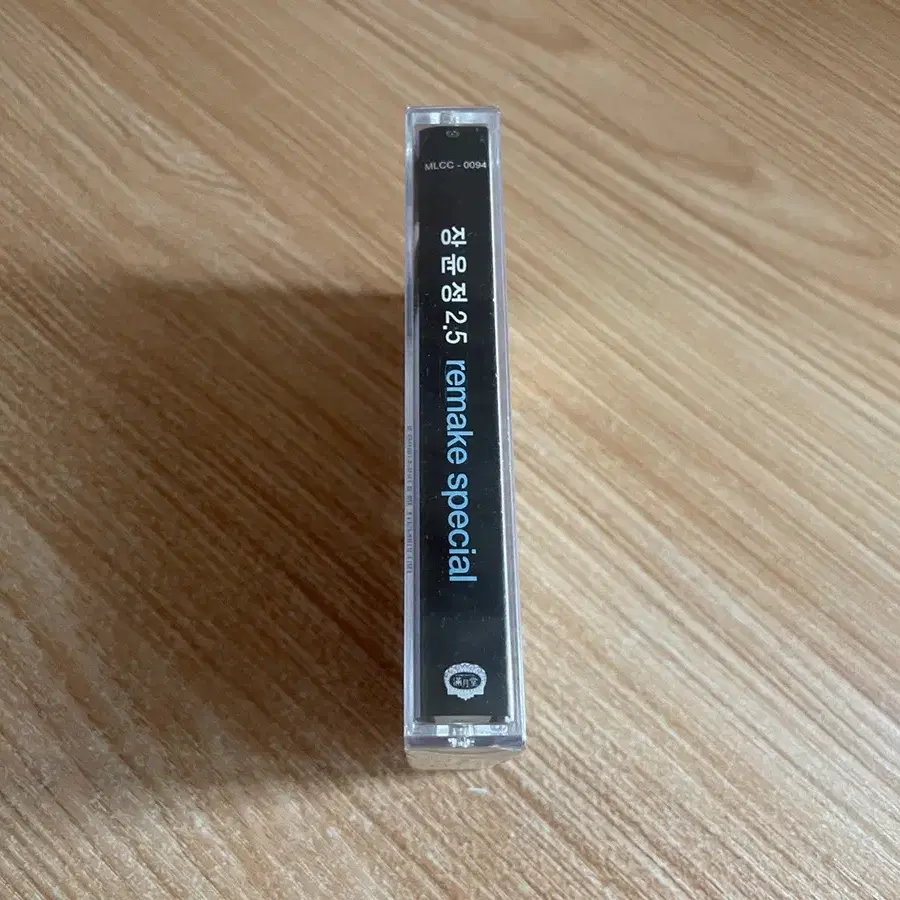 MLCC - 0094
장윤정 2.5 remake special